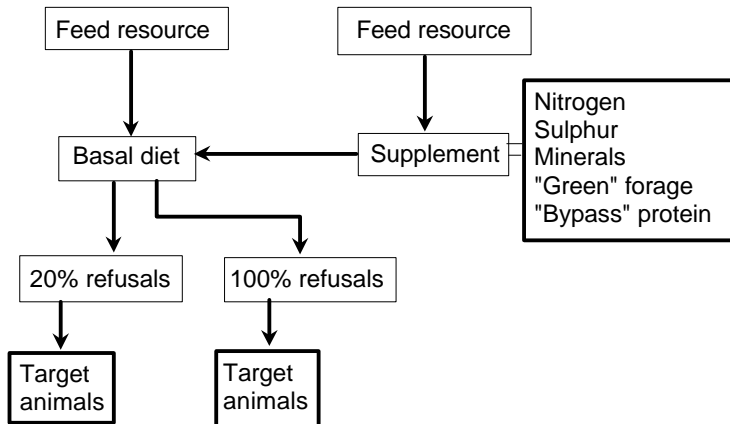 Feed resource
Feed resource
Nitrogen
Sulphur
Minerals
"Green" forage
"Bypass" protein
Basal diet
Supplement
20% refusals
100% refusals
Target
animals
Target
animals